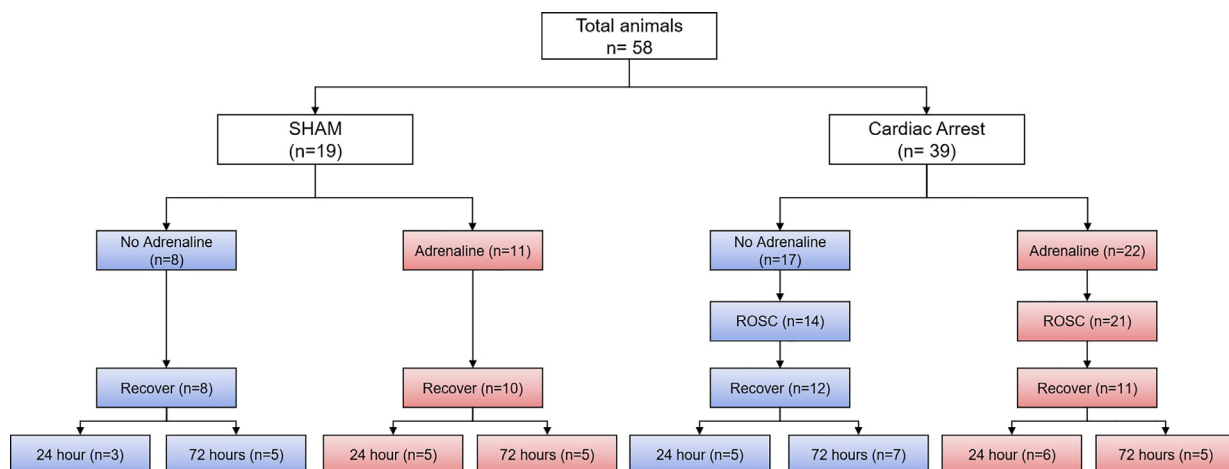 Total animals
n= 58
SHAM
(n=19)
Cardiac Arrest
(n= 39)
No Adrenaline
(n=8)
Adrenaline (n=11)
No Adrenaline
(n=17)
Adrenaline (n=22)
ROSC (n=14)
ROSC (n=21)
Recover (n=8)
Recover (n=10)
Recover (n=12)
Recover (n=11)
24 hour (n=3)
72 hours (n=5)
24 hour (n=5)
72 hours (n=5)
24 hour (n=5)
72 hours (n=7)
24 hour (n=6)
72 hours (n=5)